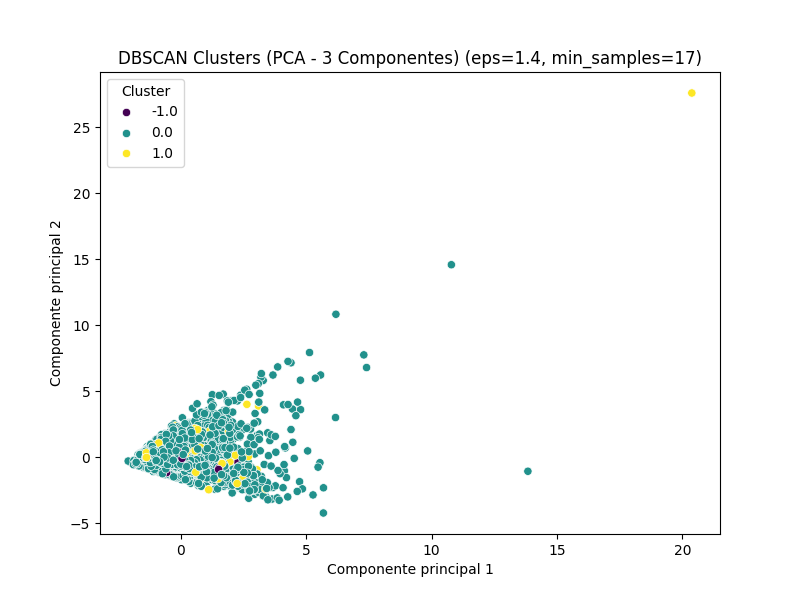 DBSCAN Clusters (PCA - 3 Componentes) (eps=1.4, min_samples=17)
Cluster
-1.0
0.0
1.0
25
20
15
10
5
0
−5
Componente principal 2
0 5 10 15 20
Componente principal 1